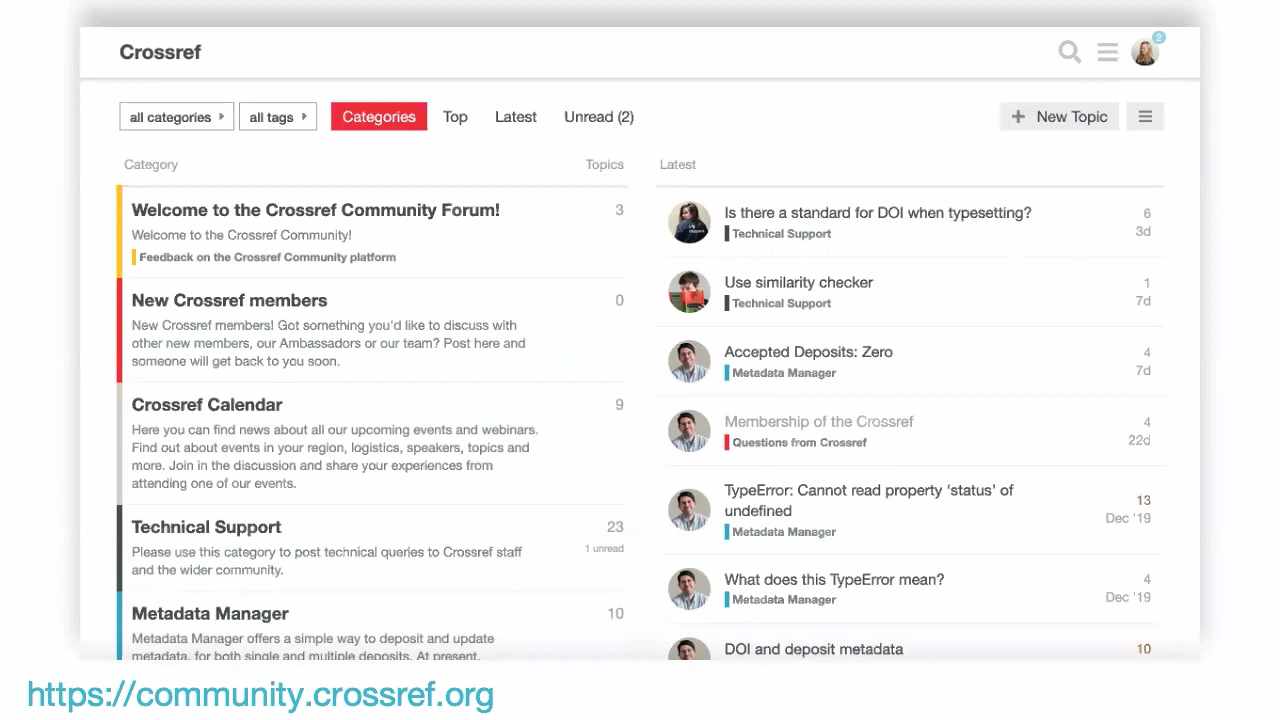 Crossref
2
all categories
all tags
Categories
Top
Latest
Unread (2)
+ New Topic
Category
Topics
Welcome to the Crossref Community Forum!
3
Welcome to the Crossref Community!
Feedback on the Crossref Community platform
New Crossref members
0
New Crossref members! Got something you'd like to discuss with
other new members, our Ambassadors or our team? Post here and
someone will get back to you soon.
Crossref Calendar
9
Here you can find news about all our upcoming events and webinars.
Find out about events in your region, logistics, speakers, topics and
more. Join in the discussion and share your experiences from
attending one of our events.
Technical Support
23
Please use this category to post technical queries to Crossref staff
1 unread
and the wider community.
Metadata Manager
10
Metadata Manager offers a simple way to deposit and update
metadata, for both single and multiple deposits. At present,
Latest
Is there a standard for DOI when typesetting?
6
Technical Support
3d
Use similarity checker
1
Technical Support
7d
Accepted Deposits: Zero
4
Metadata Manager
7d
Membership of the Crossref
4
Questions from Crossref
22d
TypeError: Cannot read property ‘status’ of
undefined
13
Dec '19
Metadata Manager
What does this TypeError mean?
4
Metadata Manager
Dec '19
DOI and deposit metadata
10
https://community.crossref.org